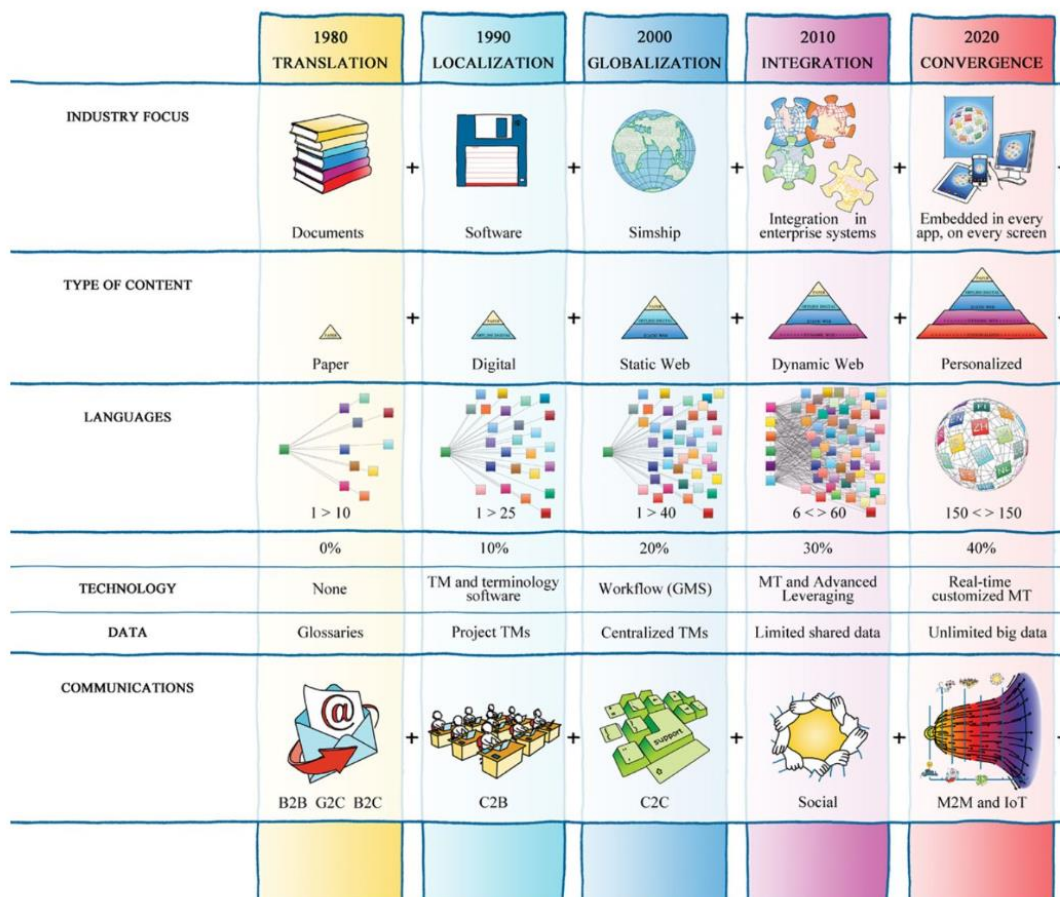 1980
TRANSLATION
1990
LOCALIZATION
2000
GLOBALIZATION
2010
INTEGRATION
2020
CONVERGENCE
INDUSTRY FOCUS
+
+
+
+
+
Documents
Software
Simship
Integration in
enterprise systems
Embedded in every
app, on every screen
TYPE OF CONTENT
+
+
+
+
+
Paper
Digital
Static Web
Dynamic Web
Personalized
LANGUAGES
ZH
1 > 10
1 > 25
1 > 40
6 < > 60
150 < > 150
0%
10%
20%
30%
40%
TECHNOLOGY
None
TM and terminology
software
Workflow (GMS)
MT and Advanced
Leveraging
Real-time
customized MT
DATA
Glossaries
Project TMs
Centralized TMs
Limited shared data
Unlimited big data
COMMUNICATIONS
@
support
+
+
+
+
+
B2B G2C B2C
C2B
C2C
Social
M2M and IoT